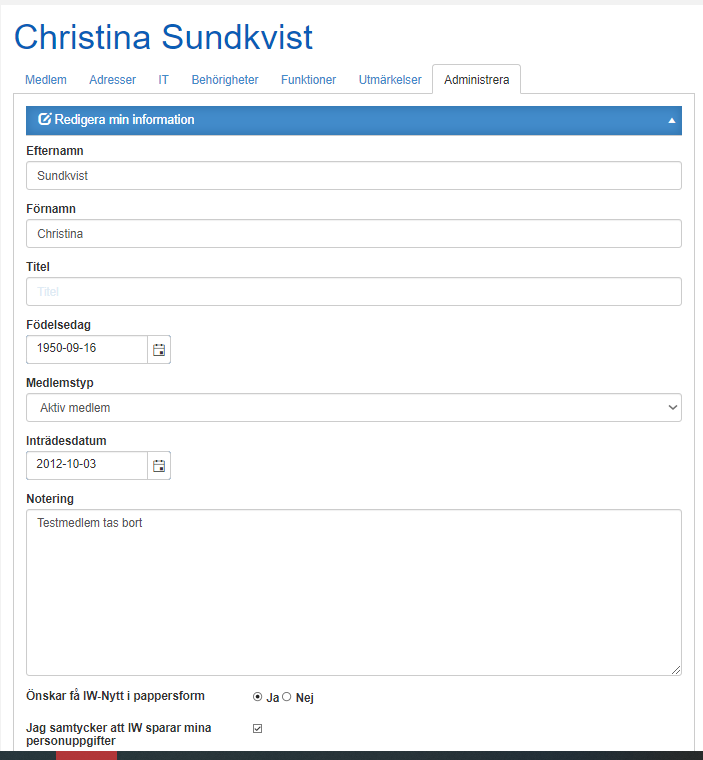 Christina Sundkvist
Medlem Adresser IT Behörigheter Funktioner Utmärkelser Administrera
Redigera min information
Efternamn
Sundkvist
Förnamn
Christina
Titel
Titel
Födelsedag
1950-09-16
Medlemstyp
Aktiv medlem
Inträdesdatum
2012-10-03
Notering
Testmedlem tas bort
Önskar få IW-Nytt i pappersform Ja Nej
Jag samtycker att IW sparar mina
personuppgifter